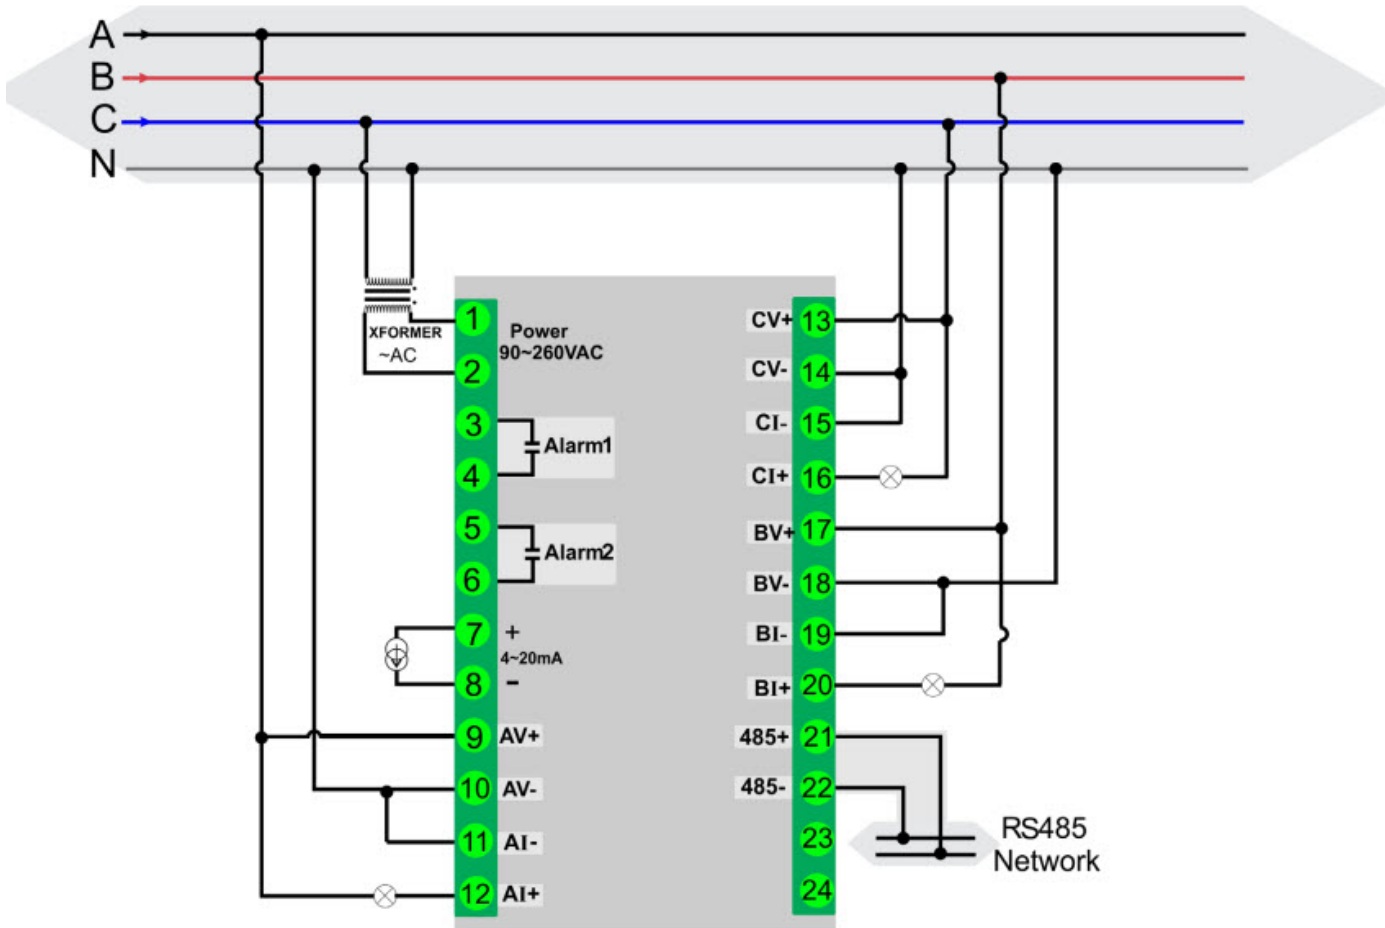 A
B
C
N
XFORMER
~AC
1
Power
90~260VAC
2
3
Alarm1
4
5
Alarm2
6
7
+
4~20mA
8
-
9
AV+
10
AV-
11
AI-
12
AI+
CV+
13
CV-
14
CI-
15
CI+
16
BV+
17
BV-
18
BI-
19
BI+
20
485+
21
485-
22
23
24
RS485
Network